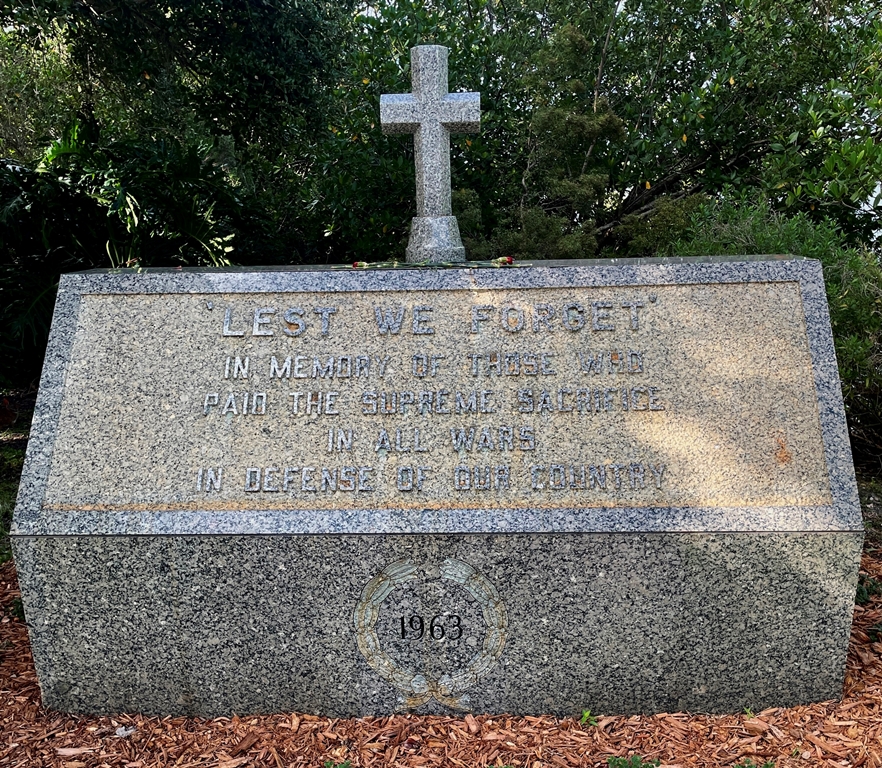 "LEST WE FORGET"
IN MEMORY OF THOSE WHO
PAID THE SUPREME SACRIFICE
IN ALL WARS
IN DEFENSE OF OUR COUNTRY
1963